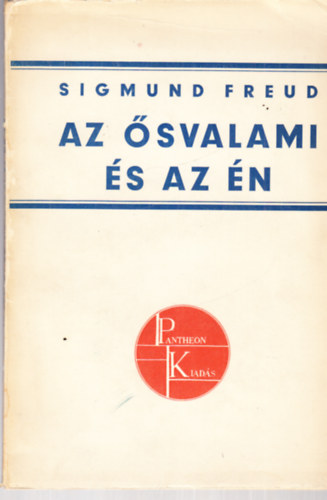 SIGMUND FREUD
AZ ŐSVALAMI
ÉS AZ ÉN
PANTHEON
KIADÁS